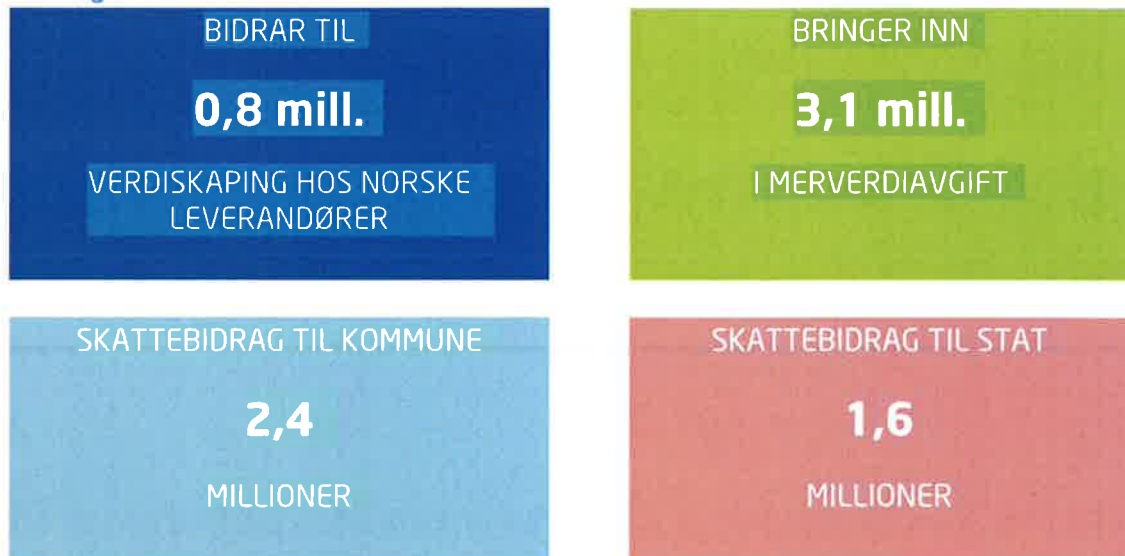 BIDRAR TIL
0,8 mill.
VERDISKAPING HOS NORSKE
LEVERANDØRER
BRINGER INN
3,1 mill.
I MERVERDIAVGIFT
SKATTEBIDRAG TIL KOMMUNE
2,4
MILLIONER
SKATTEBIDRAG TIL STAT
1,6
MILLIONER